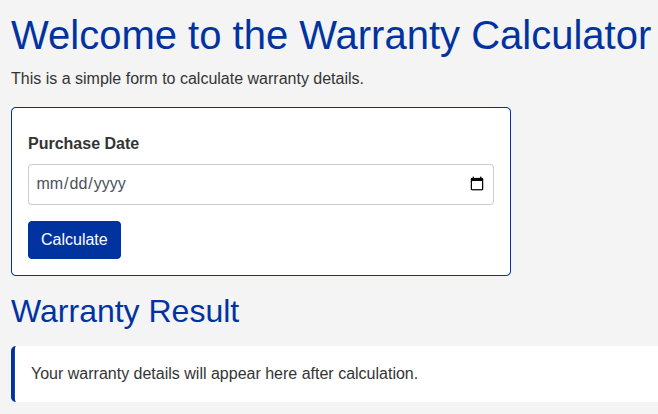 Welcome to the Warranty Calculator
This is a simple form to calculate warranty details.
Purchase Date
mm/dd/yyyy
Calculate
Warranty Result
Your warranty details will appear here after calculation.